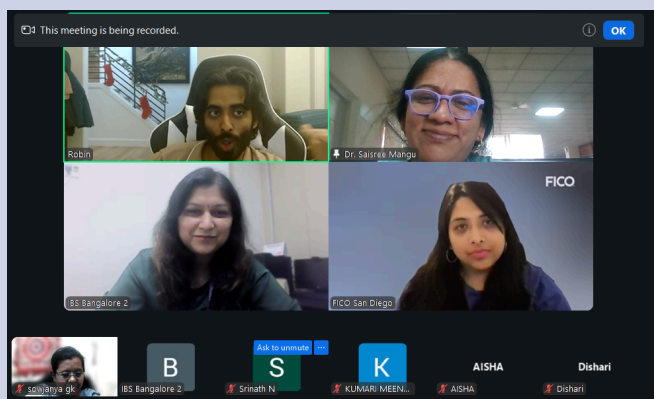 This meeting is being recorded.
OK
Robin
Dr. Saisree Mangu
FICO
IBS Bangalore 2
FICO San Diego
Ask to unmute ...
B
S
K
AISHA
Dishari
sowjanya gk
IBS Bangalore 2
Srinath N
KUMARI MEEN...
AISHA
Dishari